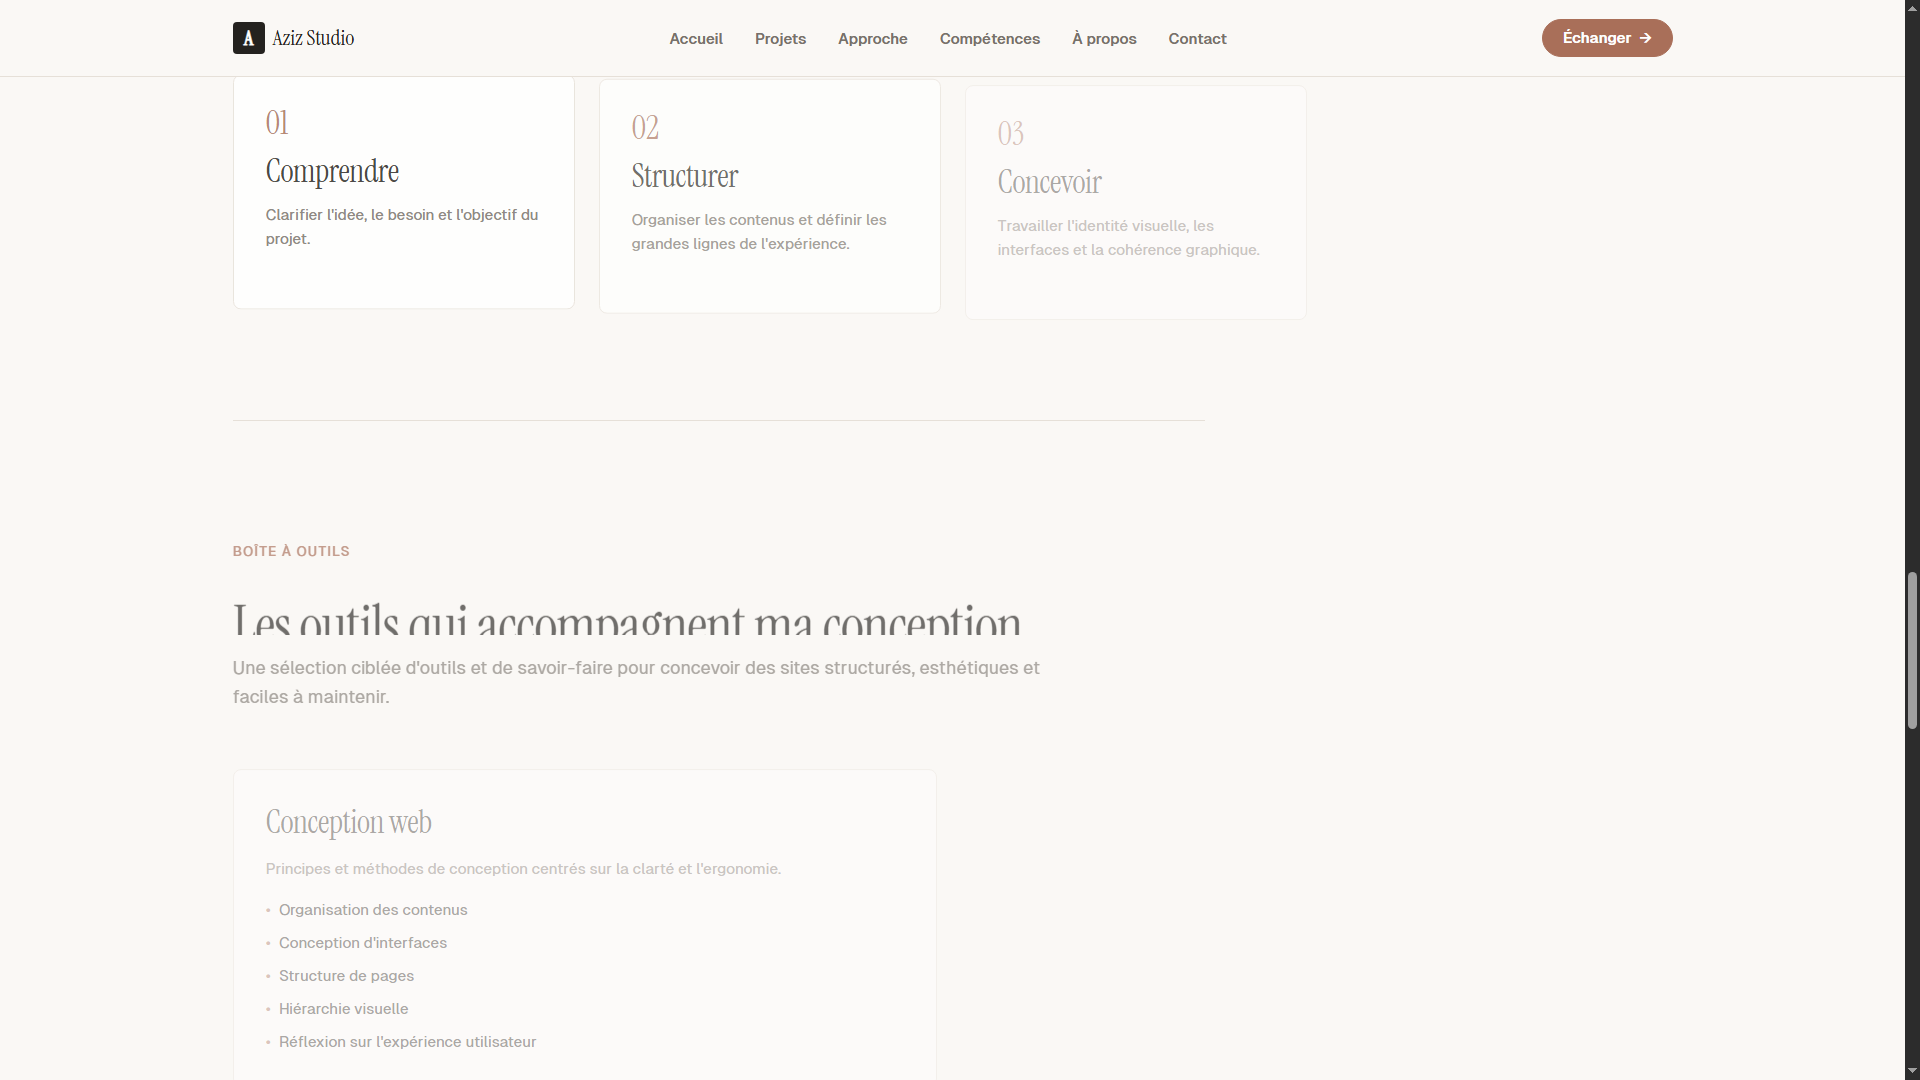 A Aziz Studio
Accueil Projets Approche Compétences À propos Contact
Échanger →
01
Comprendre
Clarifier l'idée, le besoin et l'objectif du
projet.
02
Structurer
Organiser les contenus et définir les
grandes lignes de l'expérience.
03
Concevoir
Travailler l'identité visuelle, les
interfaces et la cohérence graphique.
BOÎTE À OUTILS
Les outils qui accompagnent ma conception
Une sélection ciblée d'outils et de savoir-faire pour concevoir des sites structurés, esthétiques et
faciles à maintenir.
Conception web
Principes et méthodes de conception centrés sur la clarté et l'ergonomie.
• Organisation des contenus
• Conception d'interfaces
• Structure de pages
• Hiérarchie visuelle
• Réflexion sur l'expérience utilisateur